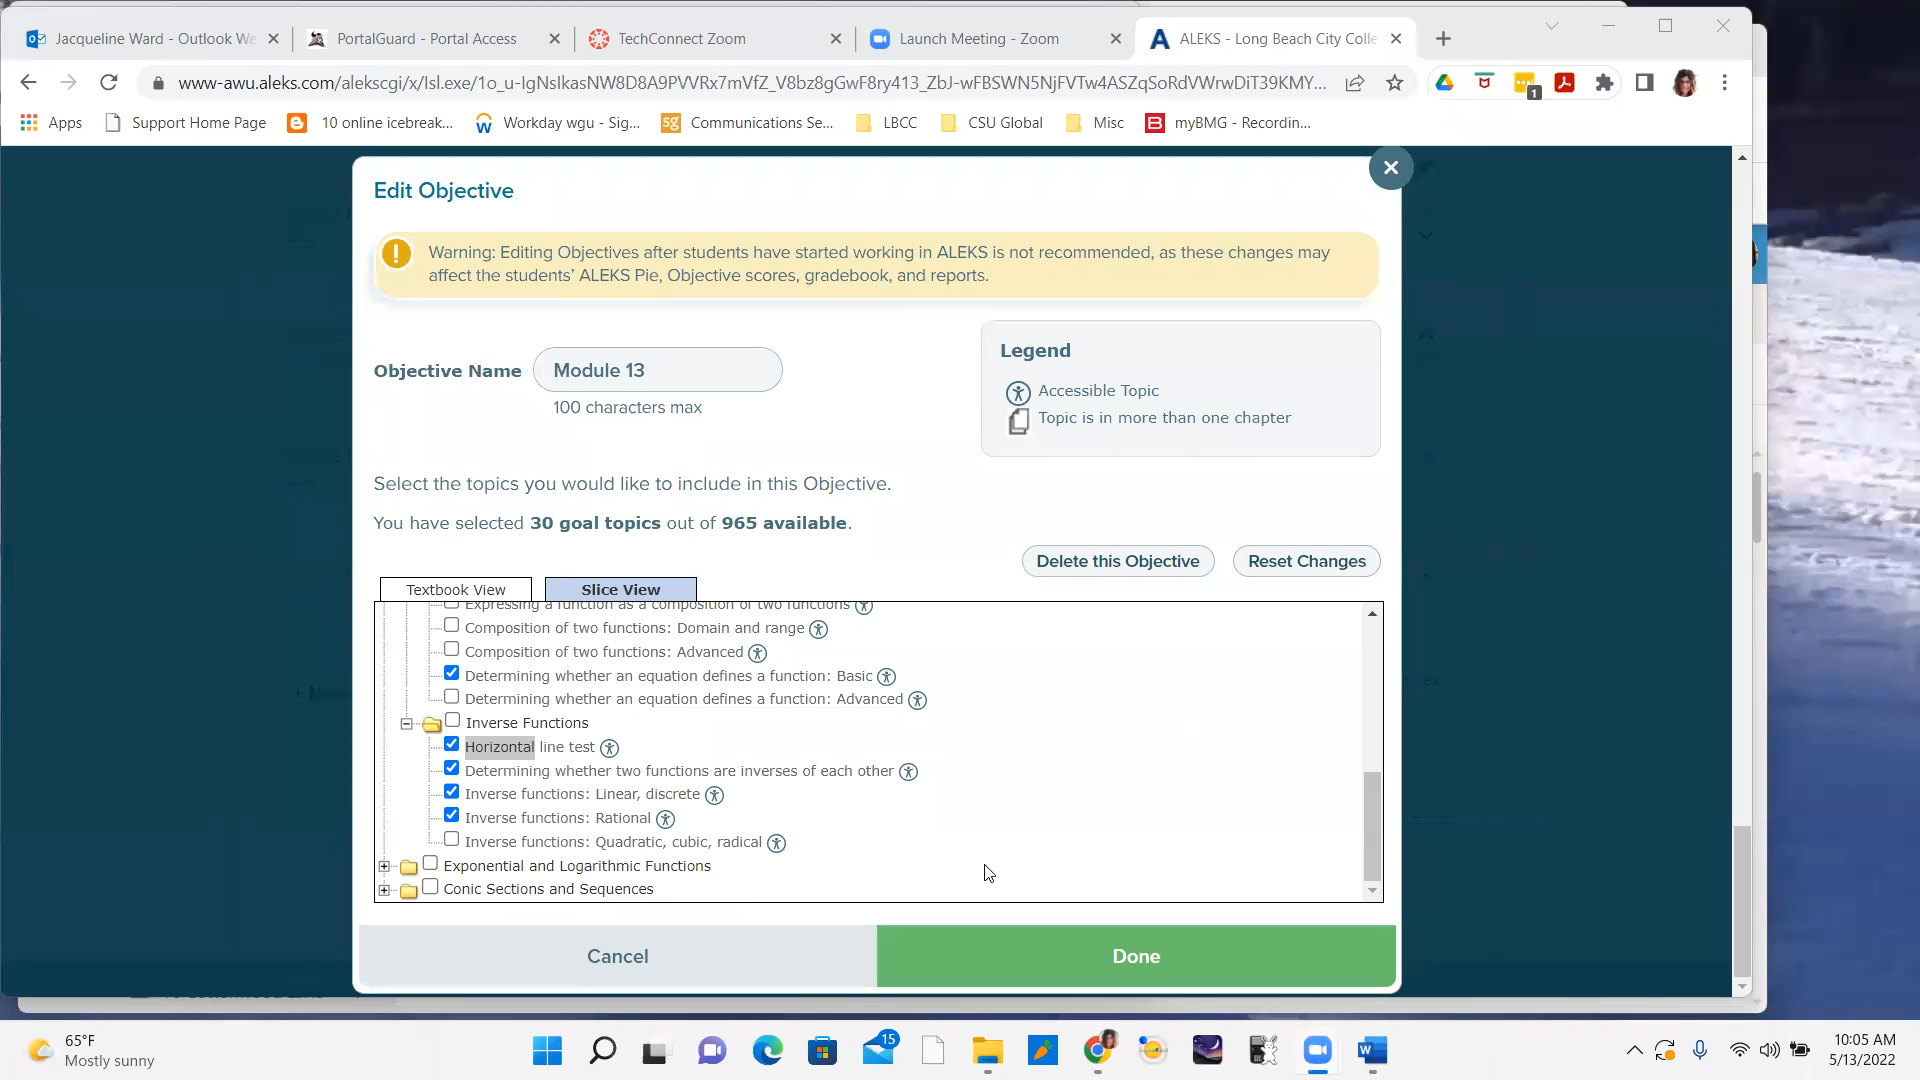 Jacqueline Ward - Outlook We
PortalGuard - Portal Access
TechConnect Zoom
Launch Meeting - Zoom
ALEKS - Long Beach City Colle
www-awu.aleks.com/alekscgi/x/Isl.exe/1o_u-IgNsIkasNW8D8A9PVVRx7mVfZ_V8bz8gGwF8ry413_ZbJ-wFBSWN5NjFVTw4ASZqSoRdVWrwDiT39KMY...
1
Apps
Support Home Page
10 online icebreak...
Workday wgu - Sig...
Communications Se...
LBCC
CSU Global
Misc
myBMG - Recordin...
Edit Objective
Warning: Editing Objectives after students have started working in ALEKS is not recommended, as these changes may
affect the students' ALEKS Pie, Objective scores, gradebook, and reports.
Objective Name
Module 13
100 characters max
Legend
Accessible Topic
Topic is in more than one chapter
Select the topics you would like to include in this Objective.
You have selected 30 goal topics out of 965 available.
Delete this Objective
Reset Changes
Textbook View
Slice View
Expressing a function as a composition of two functions
Composition of two functions: Domain and range
Composition of two functions: Advanced
Determining whether an equation defines a function: Basic
Determining whether an equation defines a function: Advanced
Inverse Functions
Horizontal line test
Determining whether two functions are inverses of each other
Inverse functions: Linear, discrete
Inverse functions: Rational
Inverse functions: Quadratic, cubic, radical
Exponential and Logarithmic Functions
Conic Sections and Sequences
Cancel
Done
65°F
Mostly sunny
15
10:05 AM
5/13/2022